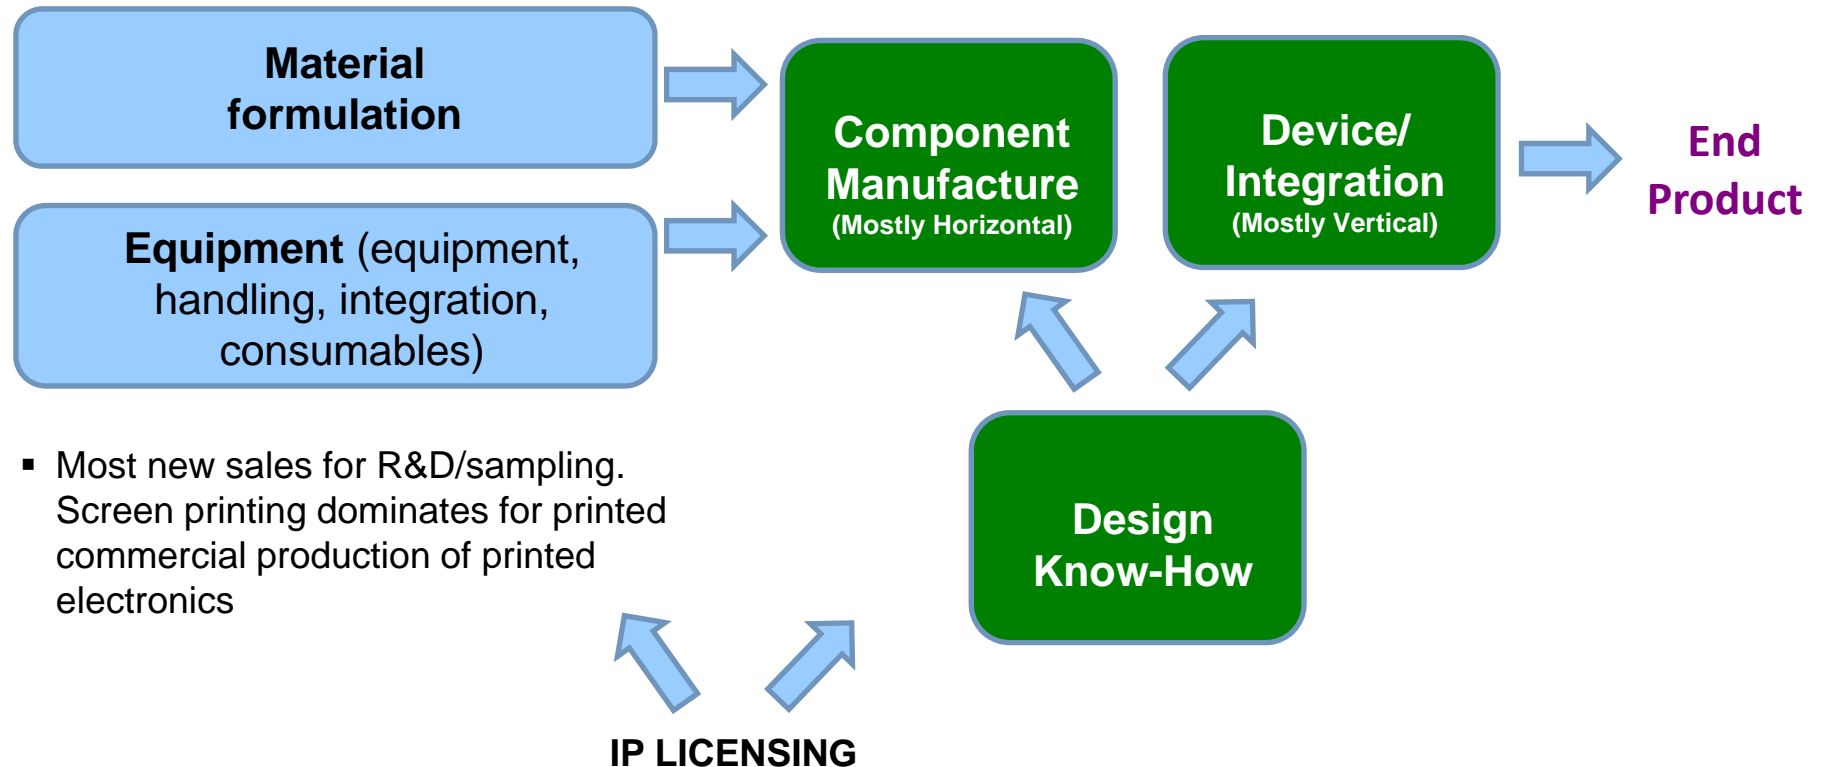 Material
formulation
Equipment (equipment,
handling, integration,
consumables)
Component
Manufacture
(Mostly Horizontal)
Device/
Integration
(Mostly Vertical)
End
Product
Design
Know-How
▪ Most new sales for R&D/sampling.
Screen printing dominates for printed
commercial production of printed
electronics
IP LICENSING